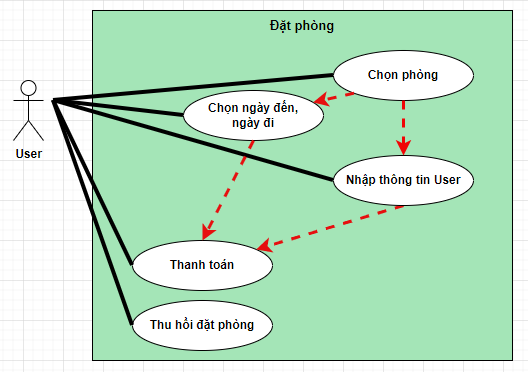 Đặt phòng
Chọn phòng
Chọn ngày đến,
ngày đi
User
Nhập thông tin User
Thanh toán
Thu hồi đặt phòng